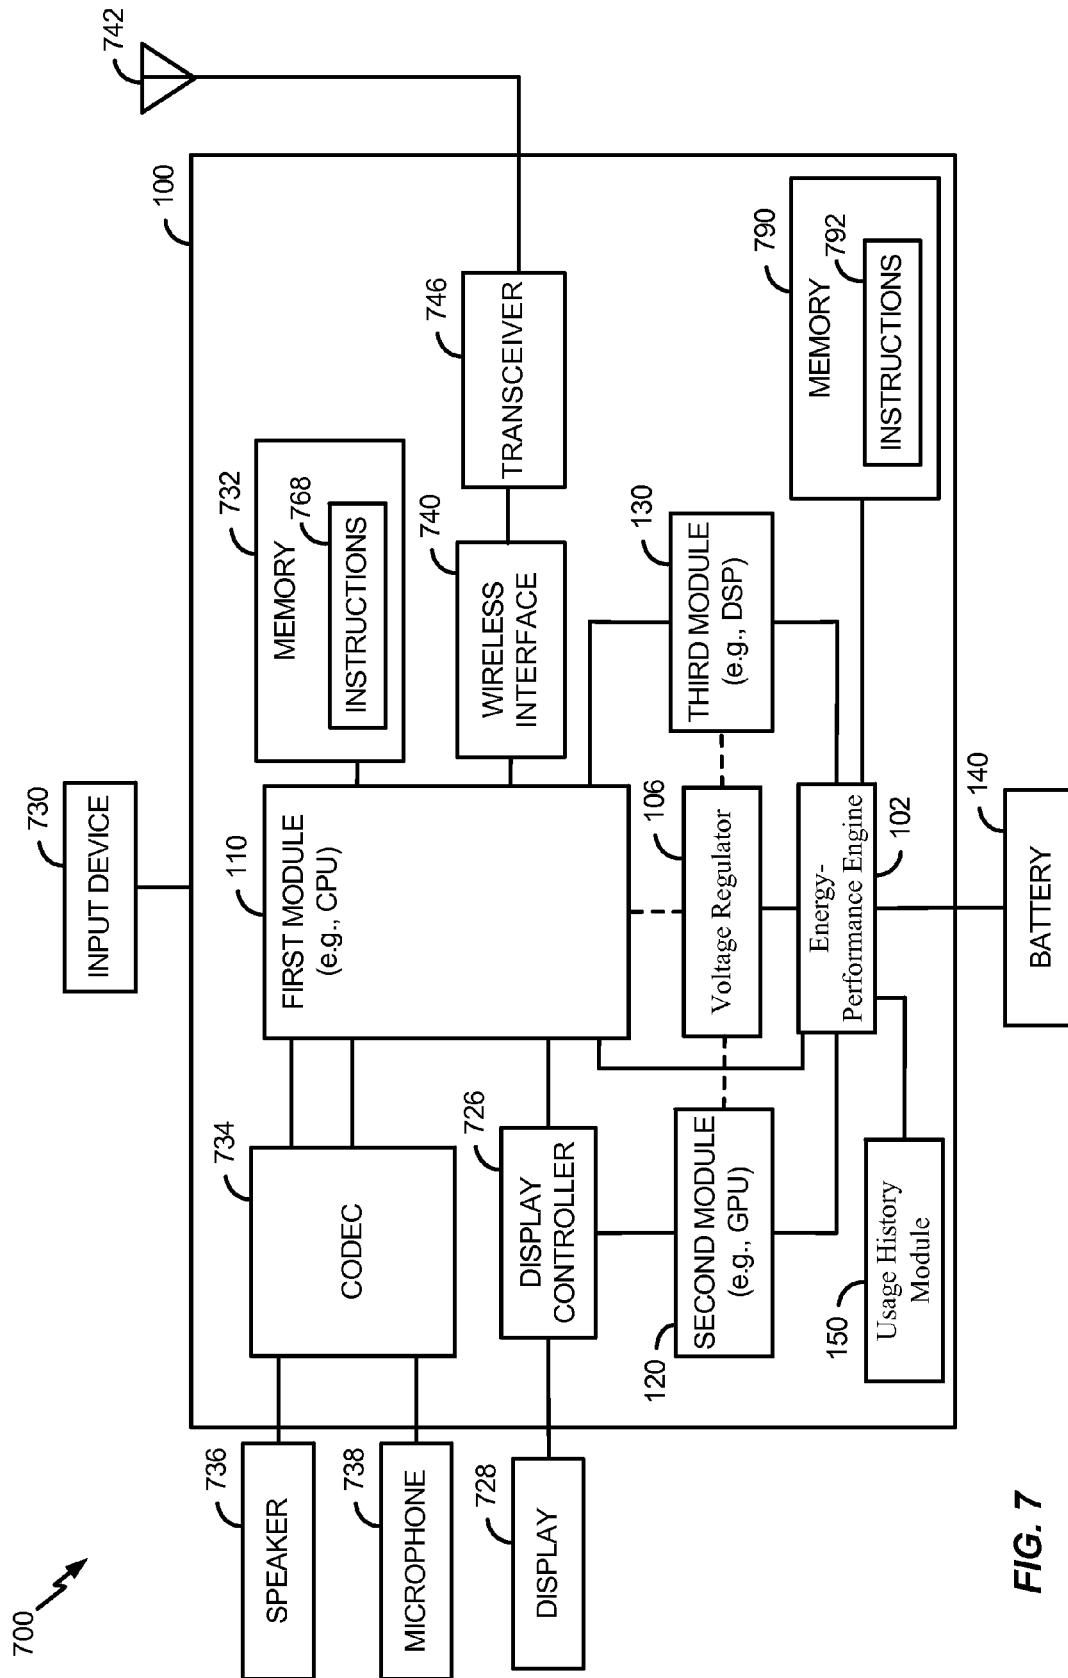 700
742
100
INPUT DEVICE
730
MEMORY
732
INSTRUCTIONS
768
FIRST MODULE
(e.g., CPU)
110
CODEC
734
SPEAKER
736
MICROPHONE
738
WIRELESS
INTERFACE
740
TRANSCEIVER
746
DISPLAY
CONTROLLER
726
DISPLAY
728
SECOND MODULE
(e.g., GPU)
120
Voltage Regulator
106
THIRD MODULE
(e.g., DSP)
130
Energy-
Performance Engine
102
Usage History
Module
150
MEMORY
790
INSTRUCTIONS
792
BATTERY
140
FIG. 7